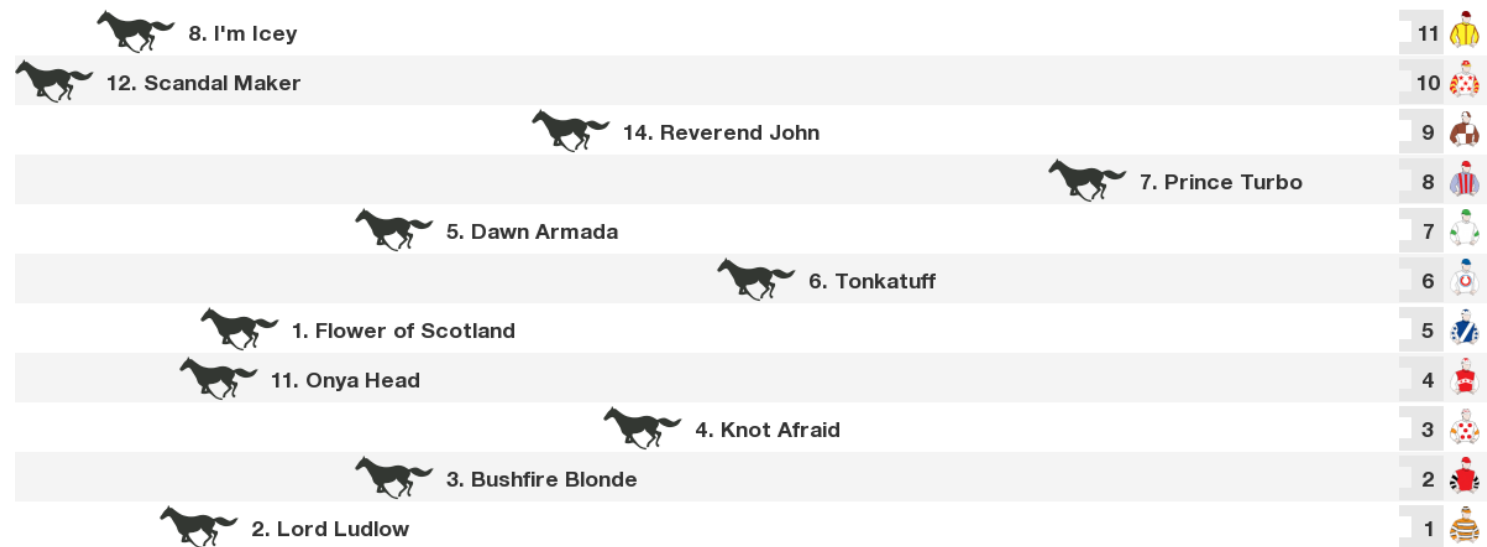 8. I'm Icey 11
12. Scandal Maker 10
14. Reverend John 9
7. Prince Turbo 8
5. Dawn Armada 7
6. Tonkatuff 6
1. Flower of Scotland 5
11. Onya Head 4
4. Knot Afraid 3
3. Bushfire Blonde 2
2. Lord Ludlow 1